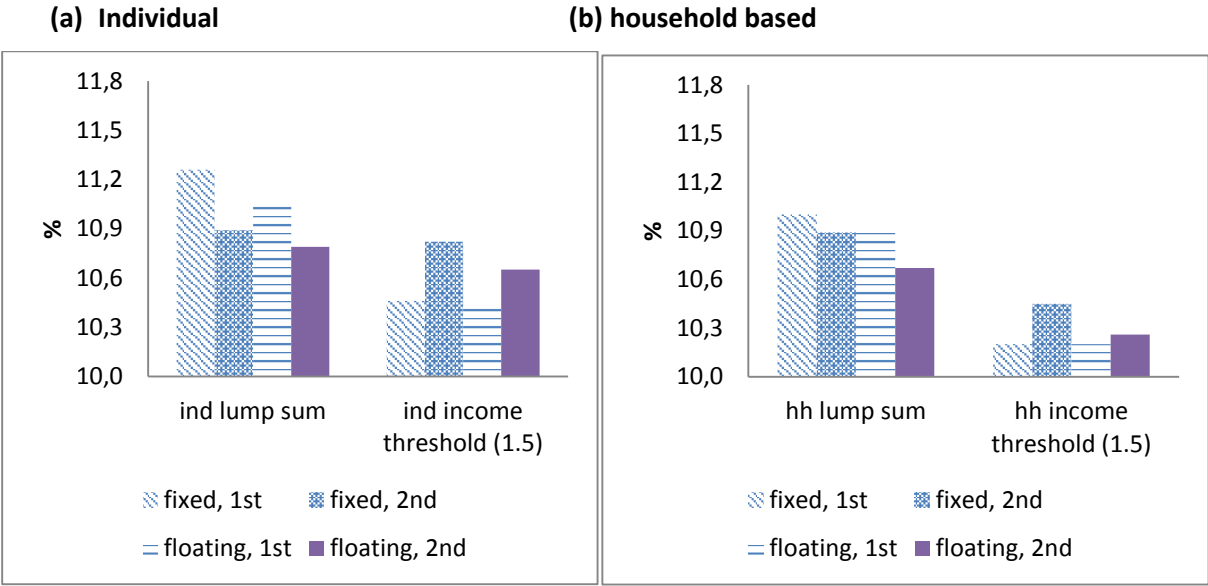 (a) Individual
(b) household based
11,8
11,5
11,2
10,9
10,6
10,3
10,0
%
ind lump sum
ind income
threshold (1.5)
fixed, 1st
fixed, 2nd
floating, 1st
floating, 2nd
11,8
11,5
11,2
10,9
10,6
10,3
10,0
%
hh lump sum
hh income
threshold (1.5)
fixed, 1st
fixed, 2nd
floating, 1st
floating, 2nd